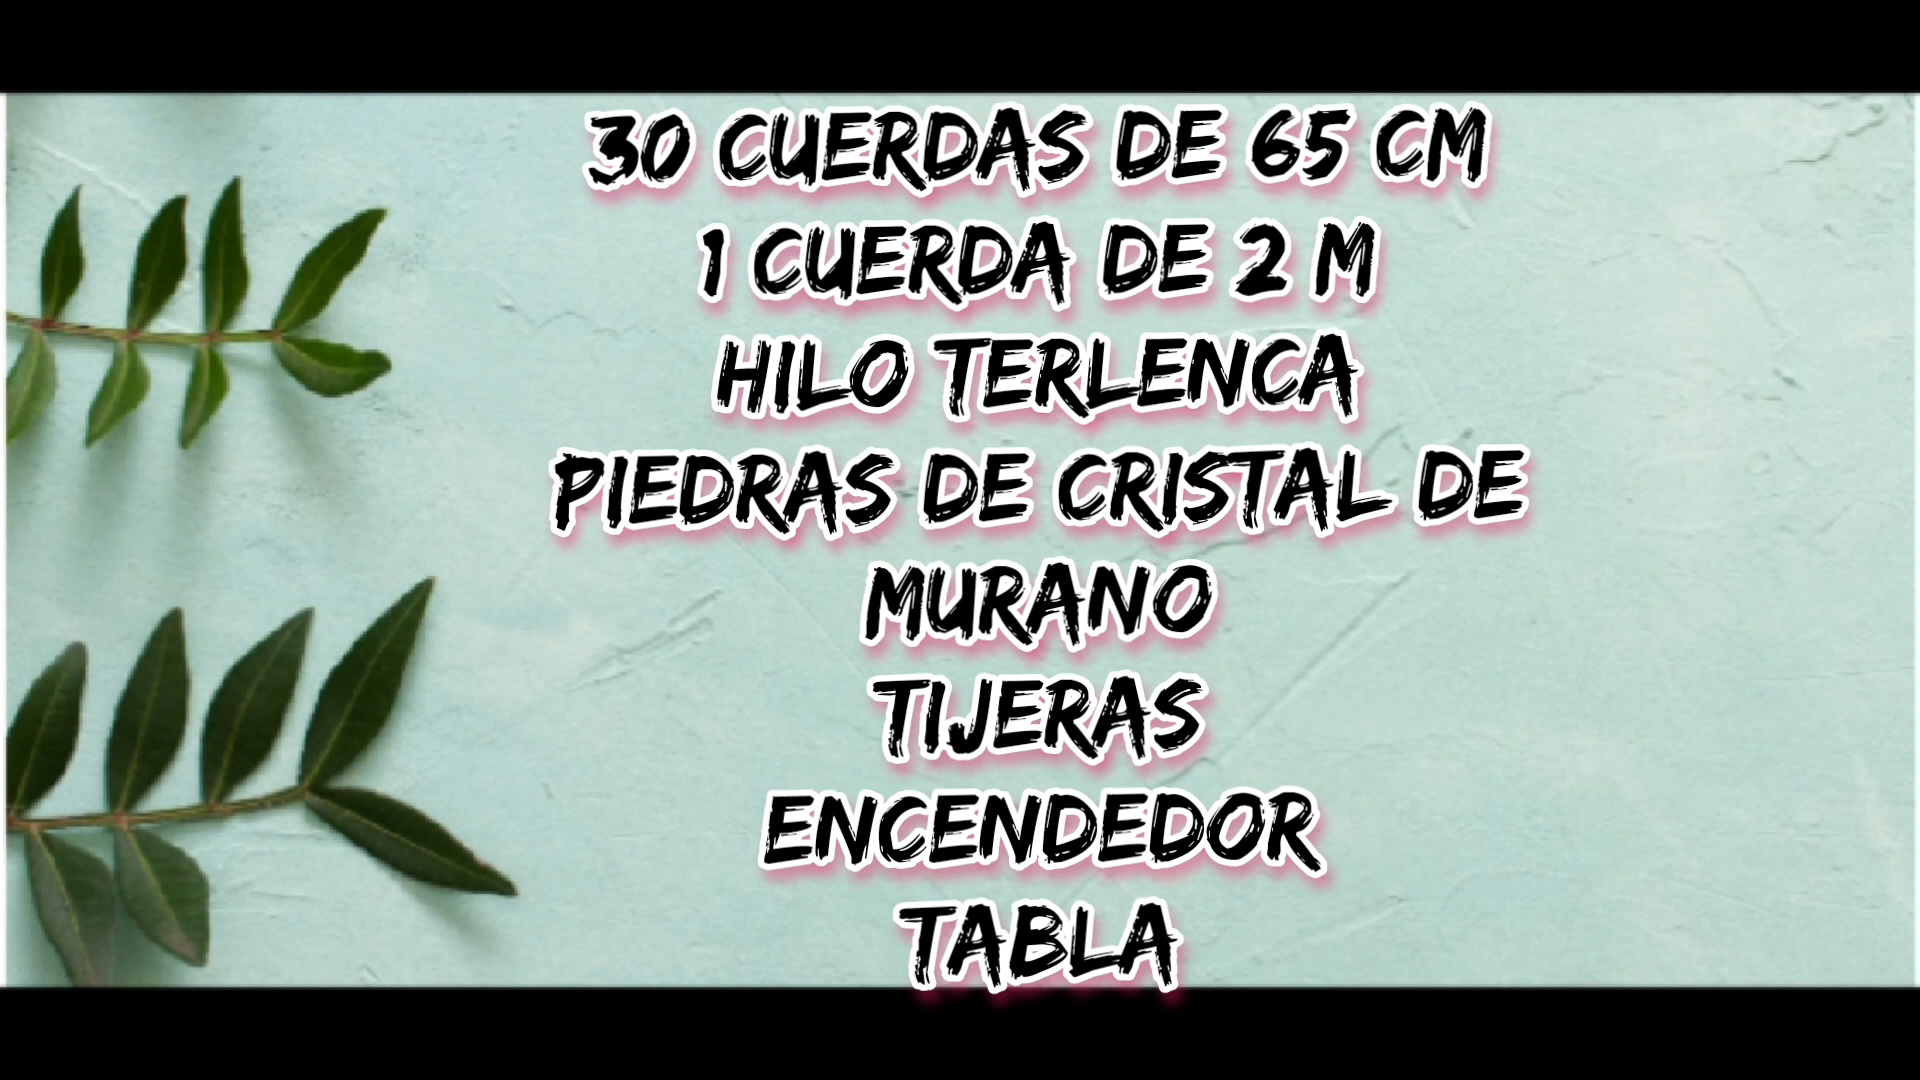 30 CUERDAS DE 65 CM
1 CUERDA DE 2 M
HILO TERLENCA
PIEDRAS DE CRISTAL DE
MURANO
TIJERAS
ENCENDEDOR
TABLA